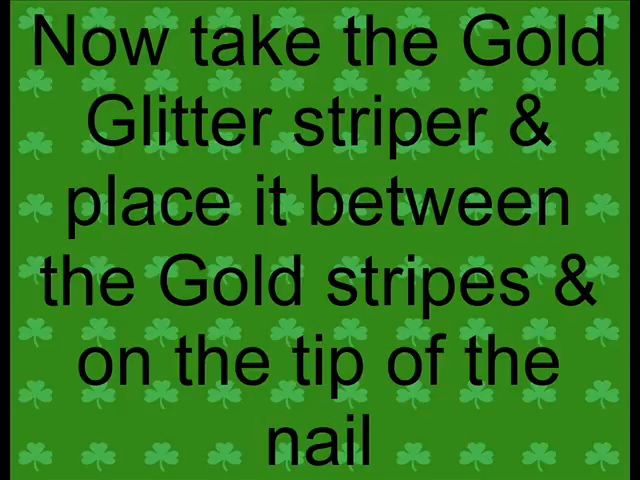 Now take the Gold
Glitter striper &
place it between
the Gold stripes &
on the tip of the
nail